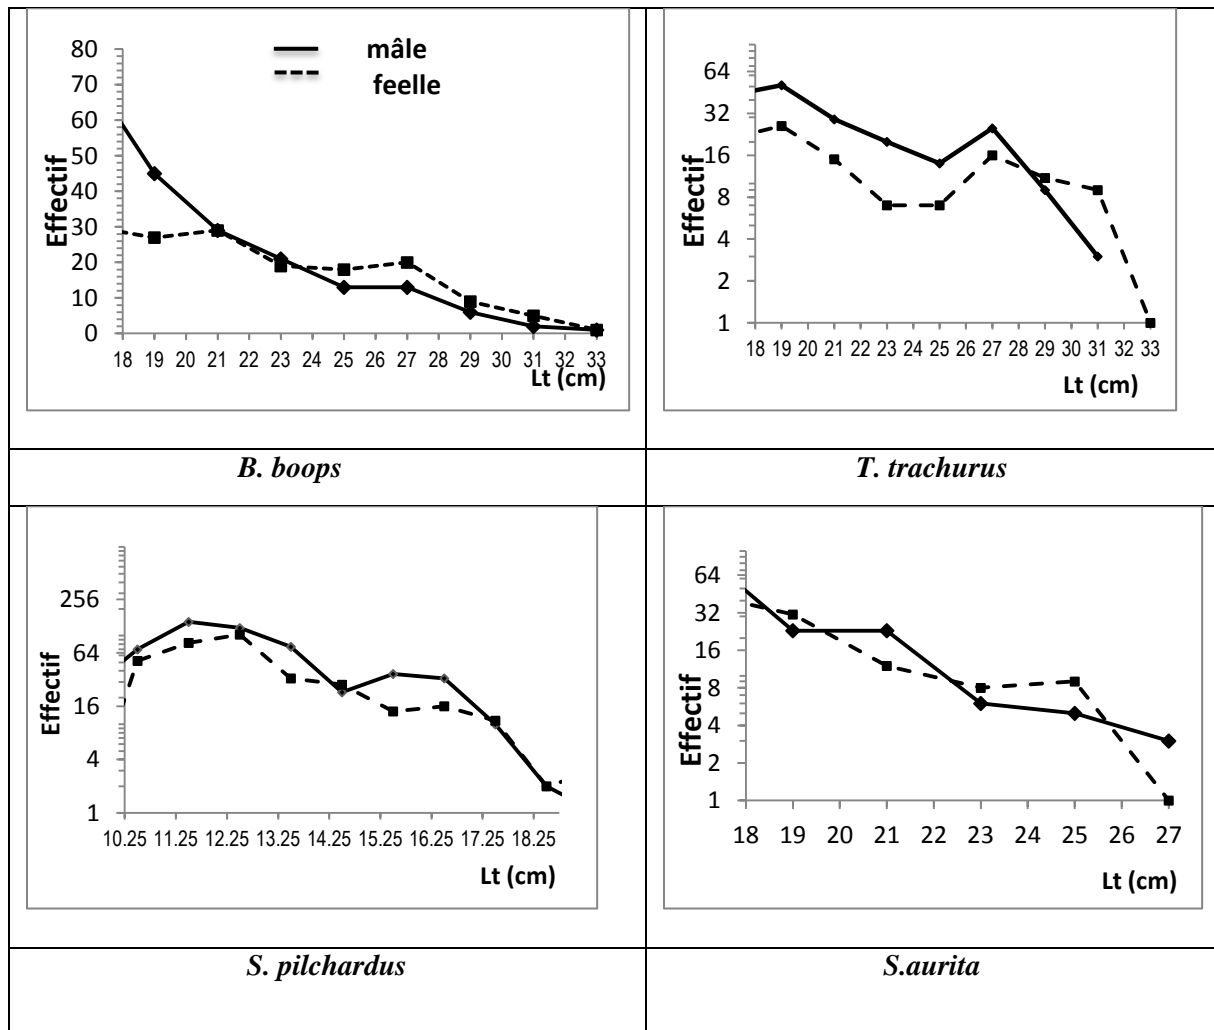 mâle
feelle
80
70
60
50
40
30
20
10
0
Effectif
18 19 20 21 22 23 24 25 26 27 28 29 30 31 32 33
Lt (cm)
64
32
16
8
4
2
1
Effectif
18 19 20 21 22 23 24 25 26 27 28 29 30 31 32 33
Lt (cm)
B. boops
T. trachurus
256
64
16
4
1
Effectif
10.25 11.25 12.25 13.25 14.25 15.25 16.25 17.25 18.25
Lt (cm)
64
32
16
8
4
2
1
Effectif
18 19 20 21 22 23 24 25 26 27
Lt (cm)
S. pilchardus
S.aurita